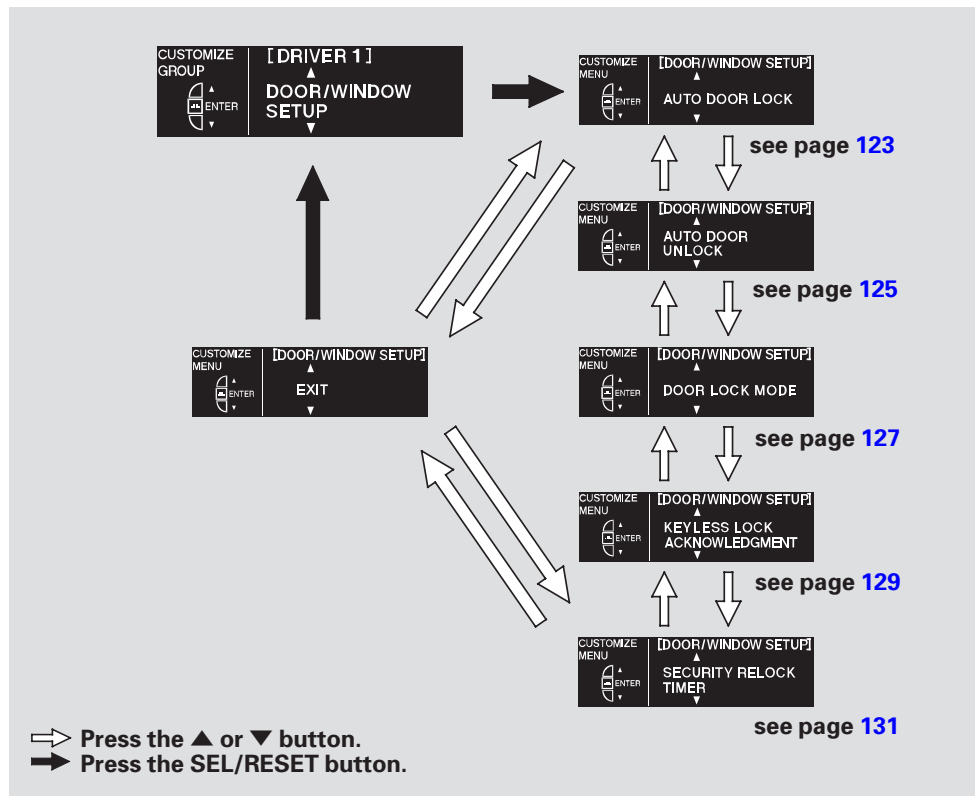 CUSTOMIZE
GROUP
ENTER
[DRIVER 1]
▲
DOOR/WINDOW
SETUP
▼
CUSTOMIZE
MENU
ENTER
[DOOR/WINDOW SETUP]
▲
AUTO DOOR LOCK
▼
see page 123
CUSTOMIZE
MENU
ENTER
[DOOR/WINDOW SETUP]
▲
AUTO DOOR
UNLOCK
▼
see page 125
CUSTOMIZE
MENU
ENTER
[DOOR/WINDOW SETUP]
▲
EXIT
▼
CUSTOMIZE
MENU
ENTER
[DOOR/WINDOW SETUP]
▲
DOOR LOCK MODE
▼
see page 127
CUSTOMIZE
MENU
ENTER
[DOOR/WINDOW SETUP]
▲
KEYLESS LOCK
ACKNOWLEDGMENT
▼
see page 129
CUSTOMIZE
MENU
ENTER
[DOOR/WINDOW SETUP]
▲
SECURITY RELOCK
TIMER
▼
see page 131
Press the ▲ or ▼ button.
Press the SEL/RESET button.